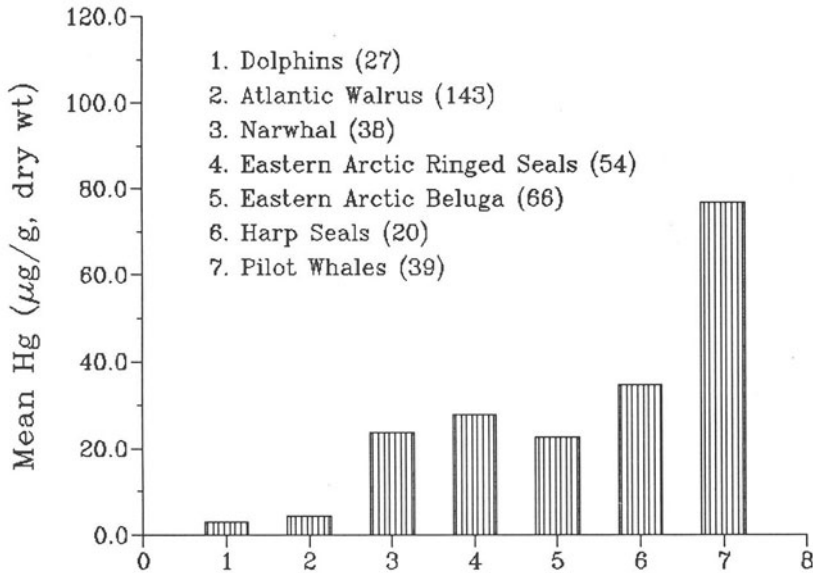 120.0
100.0
80.0
60.0
40.0
20.0
0.0
Mean Hg (μg/g, dry wt)
1. Dolphins (27)
2. Atlantic Walrus (143)
3. Narwhal (38)
4. Eastern Arctic Ringed Seals (54)
5. Eastern Arctic Beluga (66)
6. Harp Seals (20)
7. Pilot Whales (39)
0 1 2 3 4 5 6 7 8